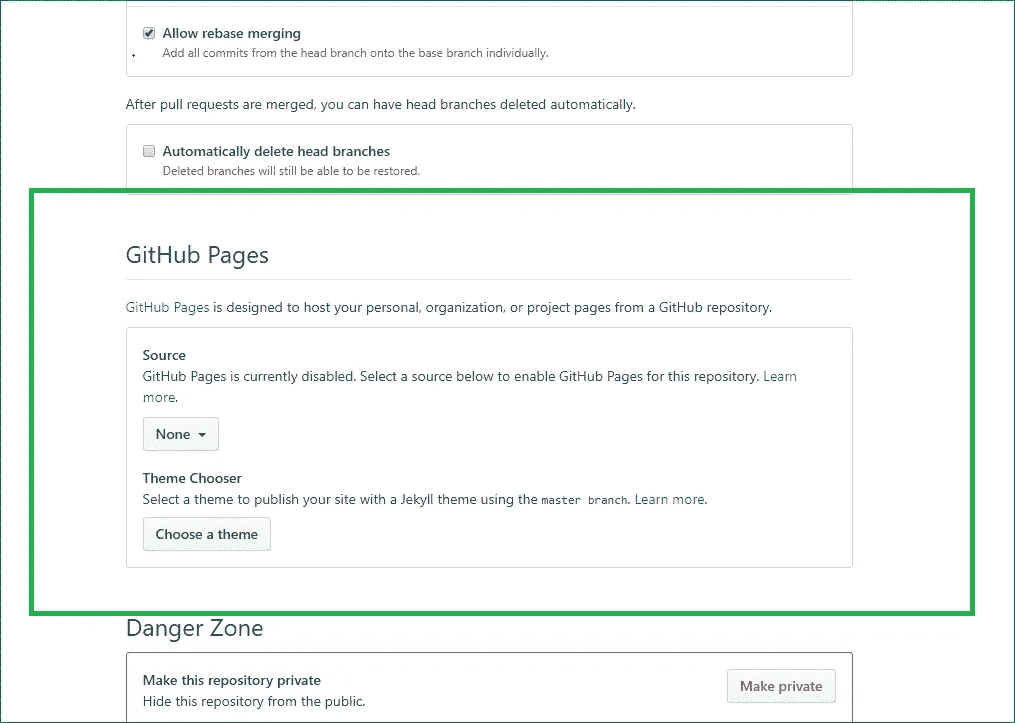 Allow rebase merging
Add all commits from the head branch onto the base branch individually.
After pull requests are merged, you can have head branches deleted automatically.
Automatically delete head branches
Deleted branches will still be able to be restored.
GitHub Pages
GitHub Pages is designed to host your personal, organization, or project pages from a GitHub repository.
Source
GitHub Pages is currently disabled. Select a source below to enable GitHub Pages for this repository. Learn
more.
None
Theme Chooser
Select a theme to publish your site with a Jekyll theme using the master branch. Learn more.
Choose a theme
Danger Zone
Make this repository private
Hide this repository from the public.
Make private